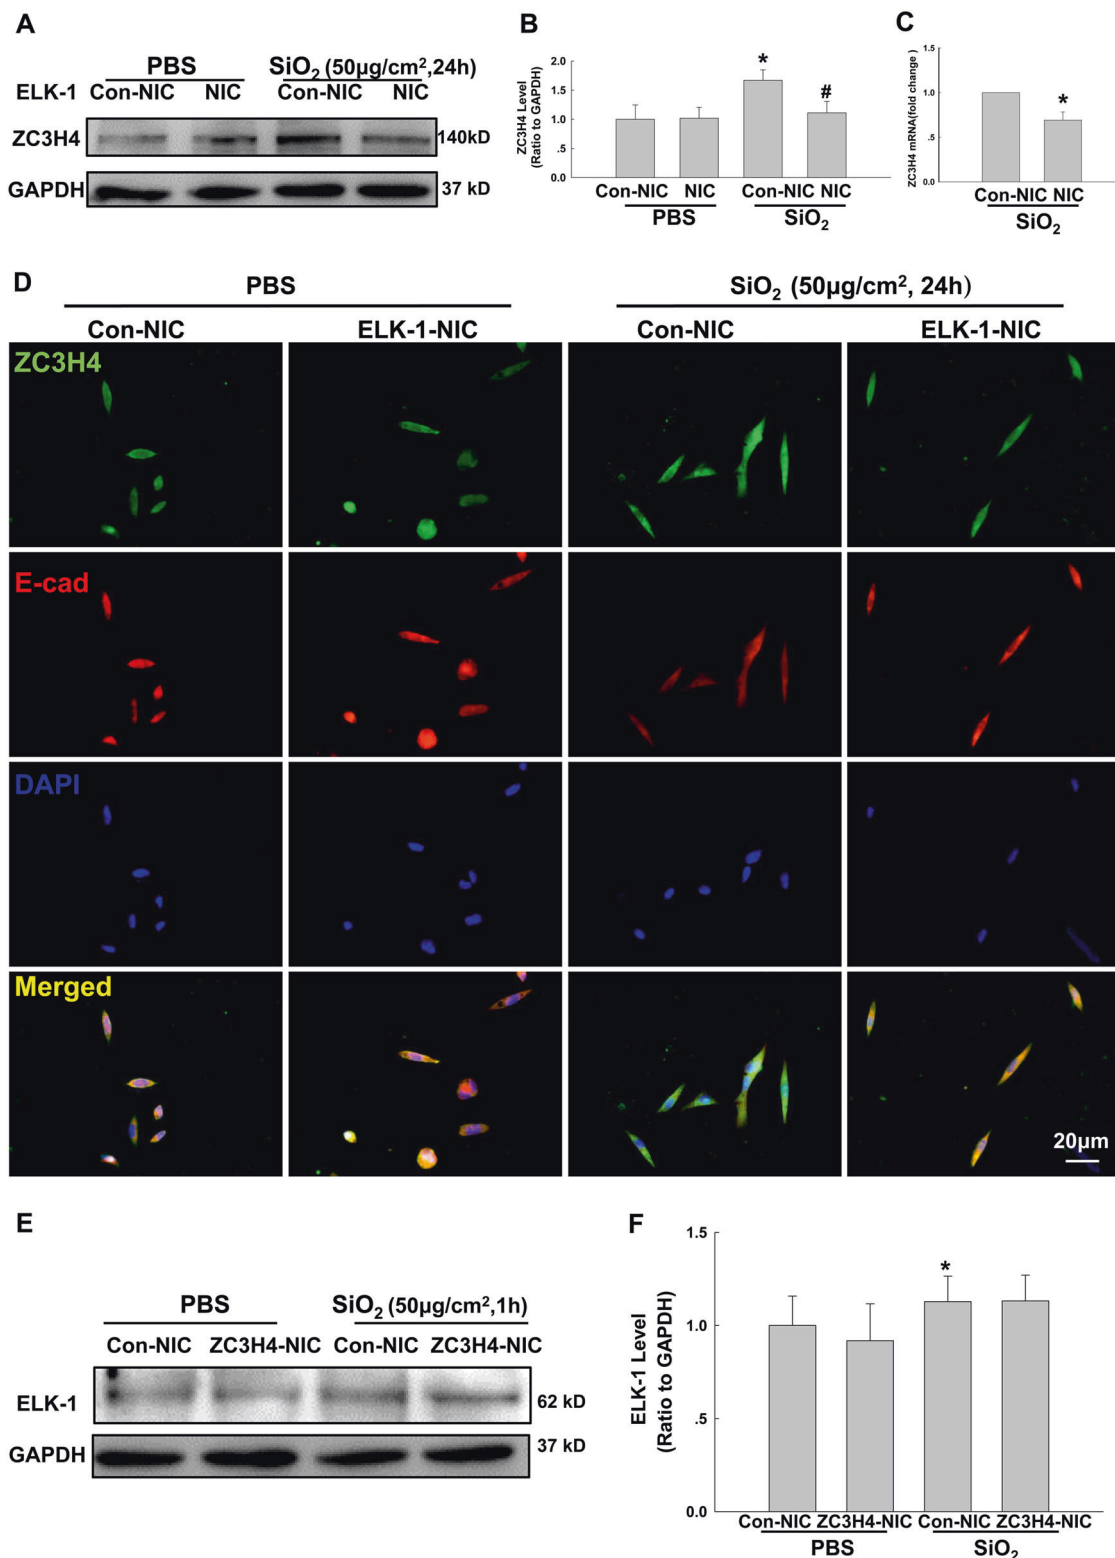 A
PBS SiO2 (50µg/cm2,24h)
ELK-1 Con-NIC NIC Con-NIC NIC
ZC3H4 140kD
GAPDH 37 kD
B
ZC3H4 Level
(Ratio to GAPDH)
2.0
1.5
1.0
.5
0.0
*
#
Con-NIC NIC Con-NIC NIC
PBS SiO2
C
ZC3H4 mRNA(fold change )
1.5
1.0
.5
0.0
*
Con-NIC NIC
SiO2
D
PBS SiO2 (50µg/cm2, 24h)
Con-NIC ELK-1-NIC Con-NIC ELK-1-NIC
ZC3H4
E-cad
DAPI
Merged
20µm
E
PBS SiO2 (50µg/cm2,1h)
Con-NIC ZC3H4-NIC Con-NIC ZC3H4-NIC
ELK-1 62 kD
GAPDH 37 kD
F
ELK-1 Level
(Ratio to GAPDH)
1.5
1.0
.5
0.0
*
Con-NIC ZC3H4-NIC Con-NIC ZC3H4-NIC
PBS SiO2